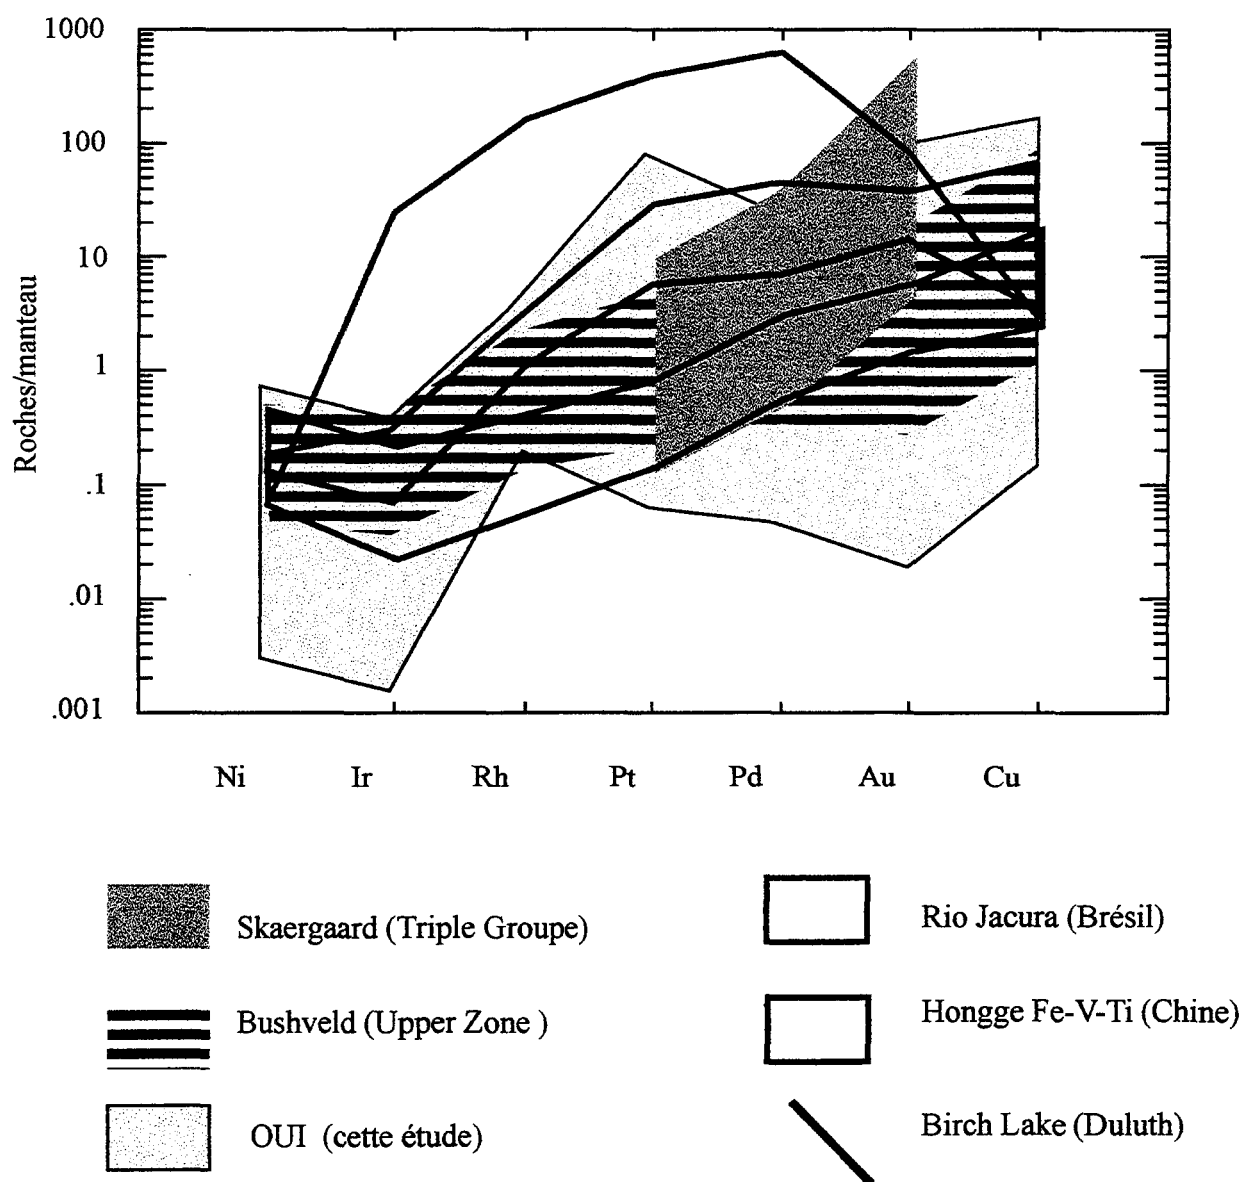 1000
100
10
1
.1
.01
.001
Roches/manteau
Ni Ir Rh Pt Pd Au Cu
Skaergaard (Triple Groupe)
Bushveld (Upper Zone )
OUI (cette étude)
Rio Jacura (Brésil)
Hongge Fe-V-Ti (Chine)
Birch Lake (Duluth)